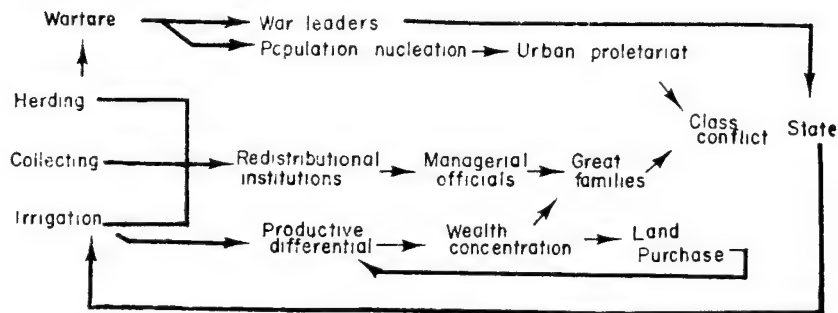 Warfare
War leaders
Population nucleation
Urban proletariat
Herding
Class
conflict
State
Collecting
Redistributional
institutions
Managerial
officials
Great
families
Irrigation
Productive
differential
Wealth
concentration
Land
Purchase